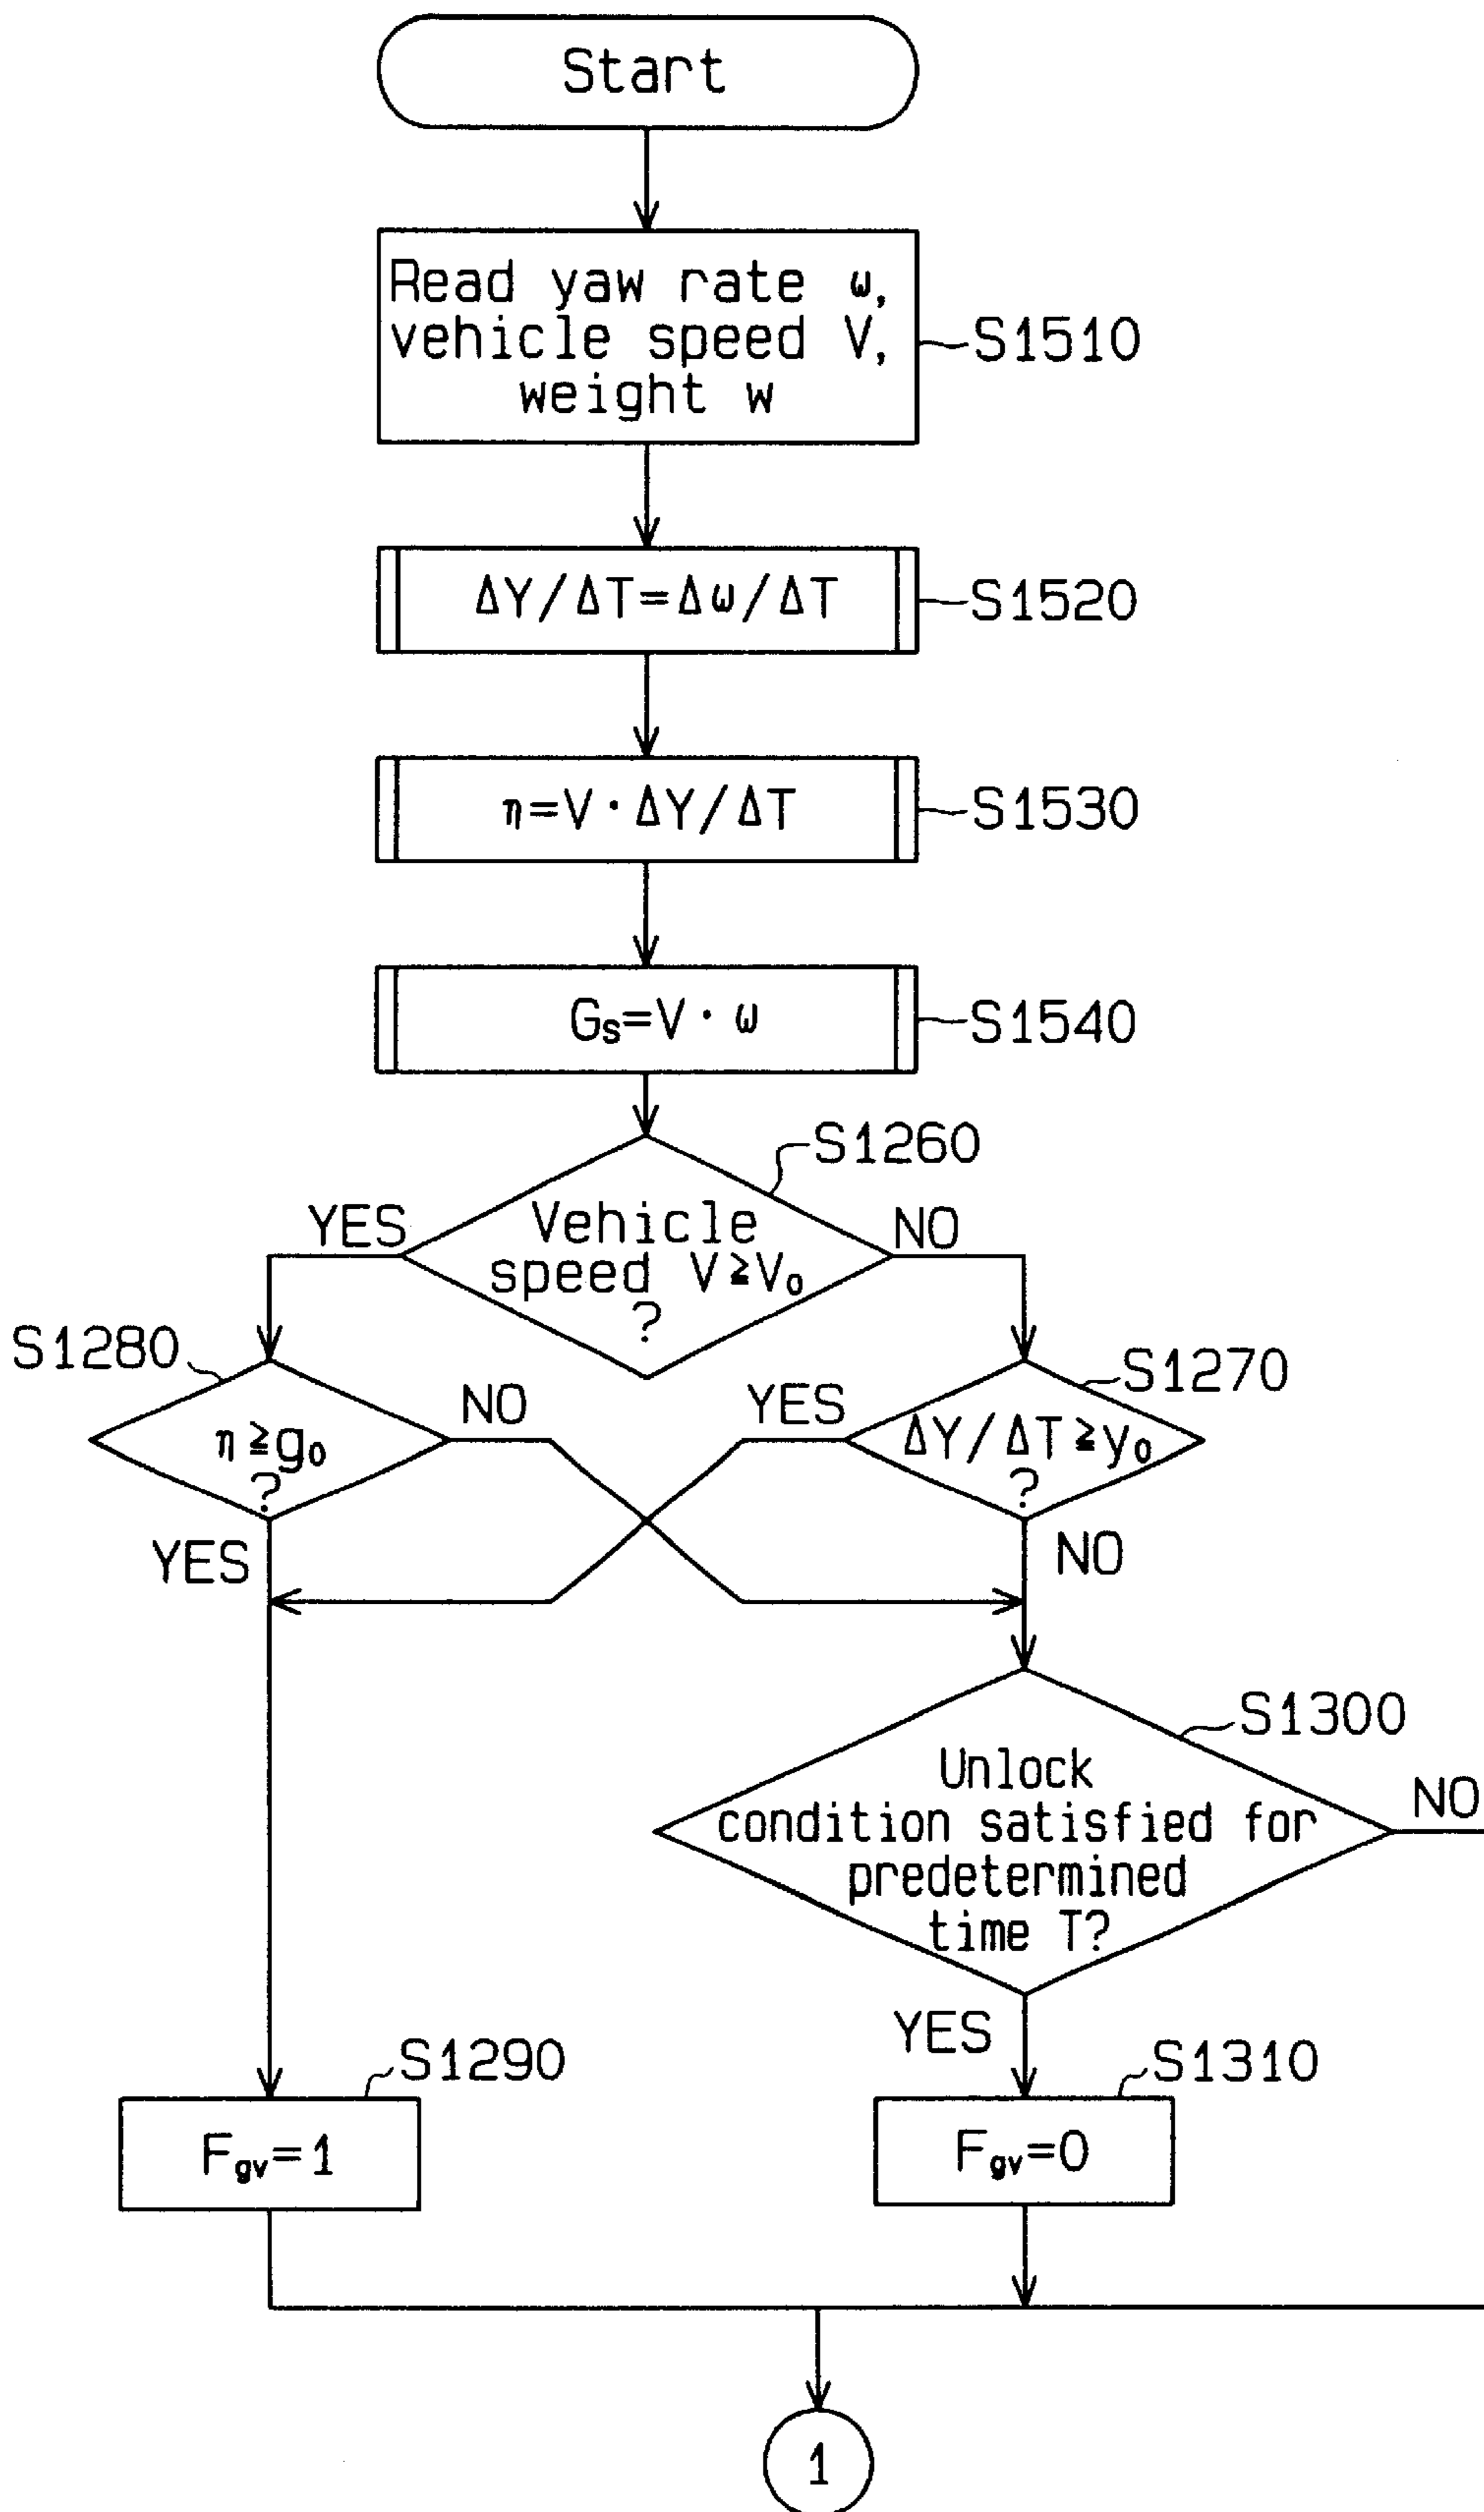 Start
Read yaw rate ω,
vehicle speed V,
weight w
S1510
ΔY/ΔT=Δω/ΔT
S1520
η=V·ΔY/ΔT
S1530
Gs=V·ω
S1540
S1260
YES
Vehicle
speed V≧V₀
?
NO
S1280
η≧g₀
?
NO
YES
S1270
YES
ΔY/ΔT≧y₀
?
NO
S1300
Unlock
condition satisfied for
predetermined
time T?
NO
YES
S1290
Fgv=1
S1310
Fgv=0
1